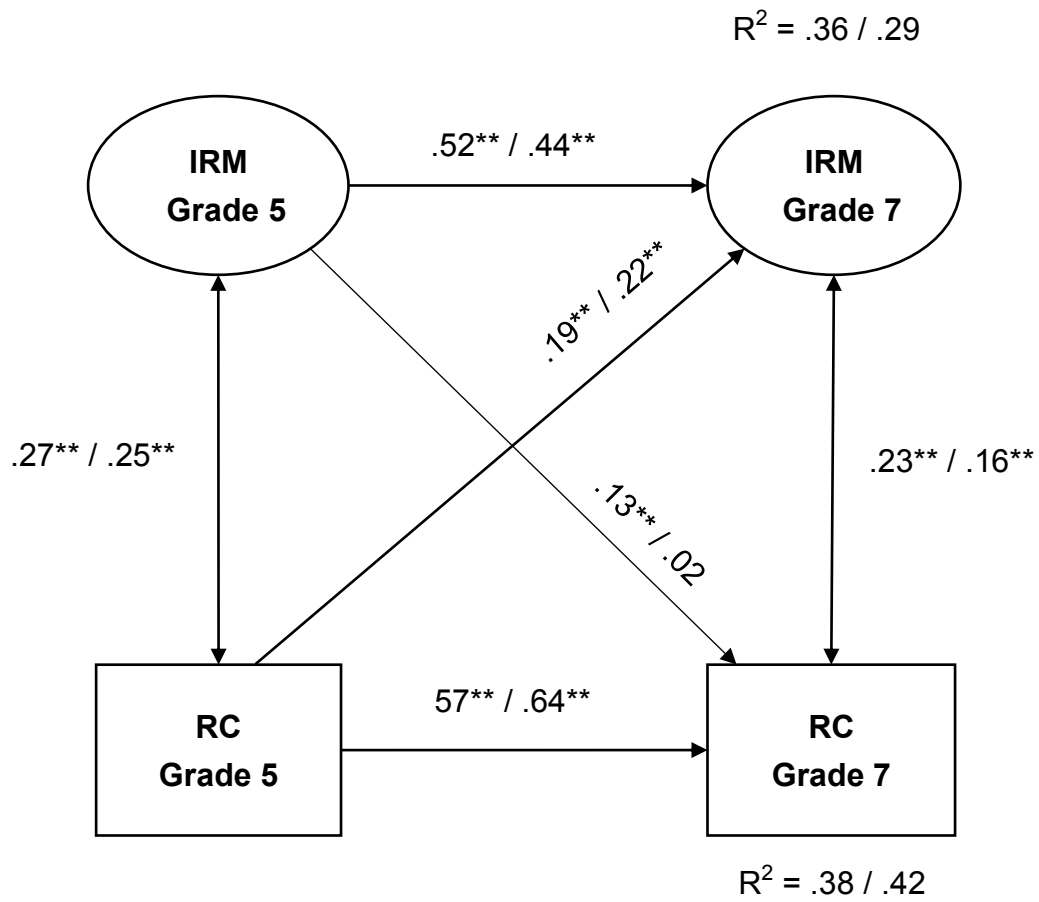 R² = .36 / .29
IRM
Grade 5
.52** / .44**
IRM
Grade 7
.19** / .22**
.27** / .25**
.23** / .16**
.13** / .02
RC
Grade 5
57** / .64**
RC
Grade 7
R² = .38 / .42